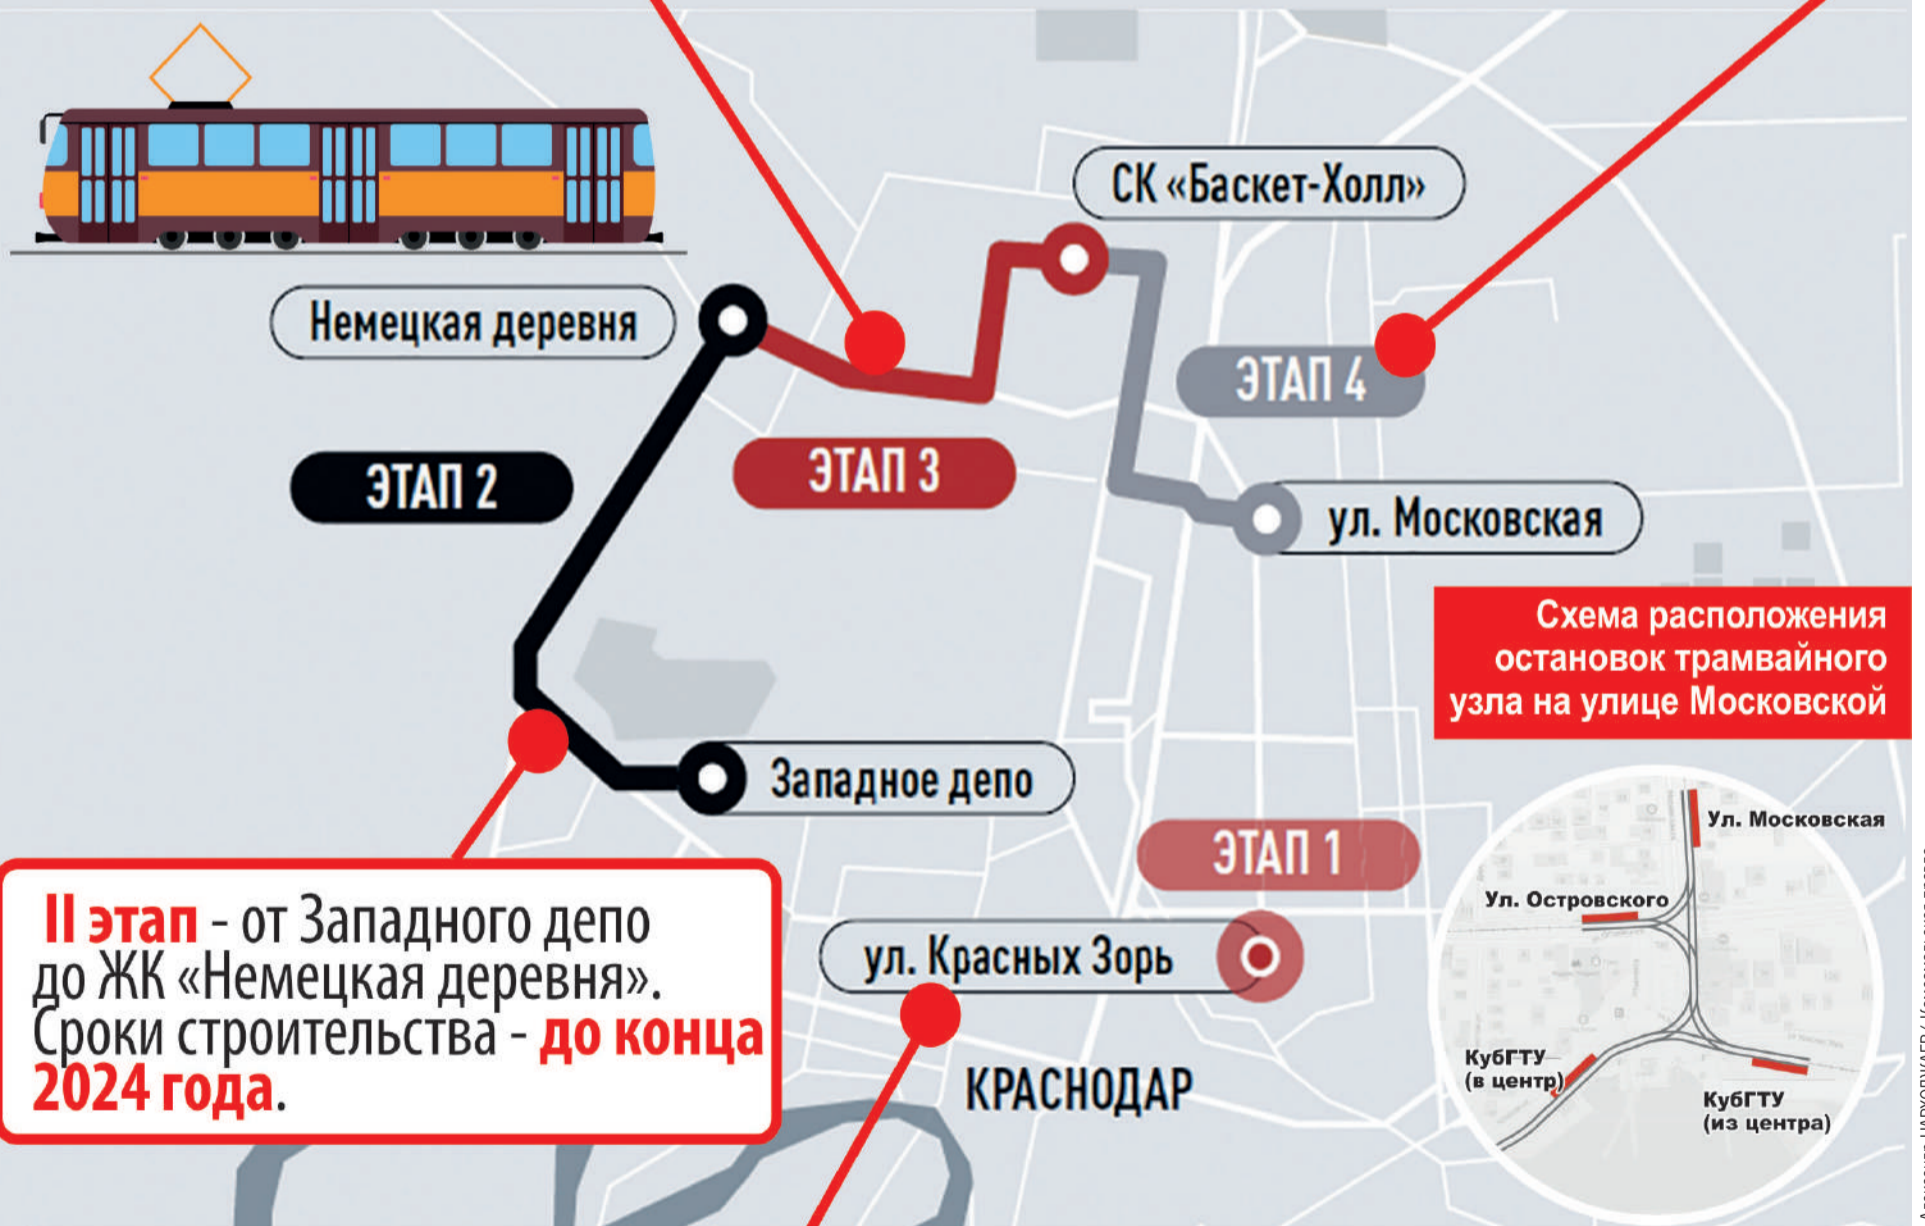 СК «Баскет-Холл»
Немецкая деревня
ЭТАП 4
ЭТАП 3
ЭТАП 2
ул. Московская
Схема расположения
остановок трамвайного
узла на улице Московской
Западное депо
Ул. Московская
ЭТАП 1
Ул. Островского
II этап - от Западного депо
до ЖК «Немецкая деревня».
Сроки строительства - до конца
2024 года.
ул. Красных Зорь
КРАСНОДАР
КубГТУ
(в центр)
КубГТУ
(из центра)